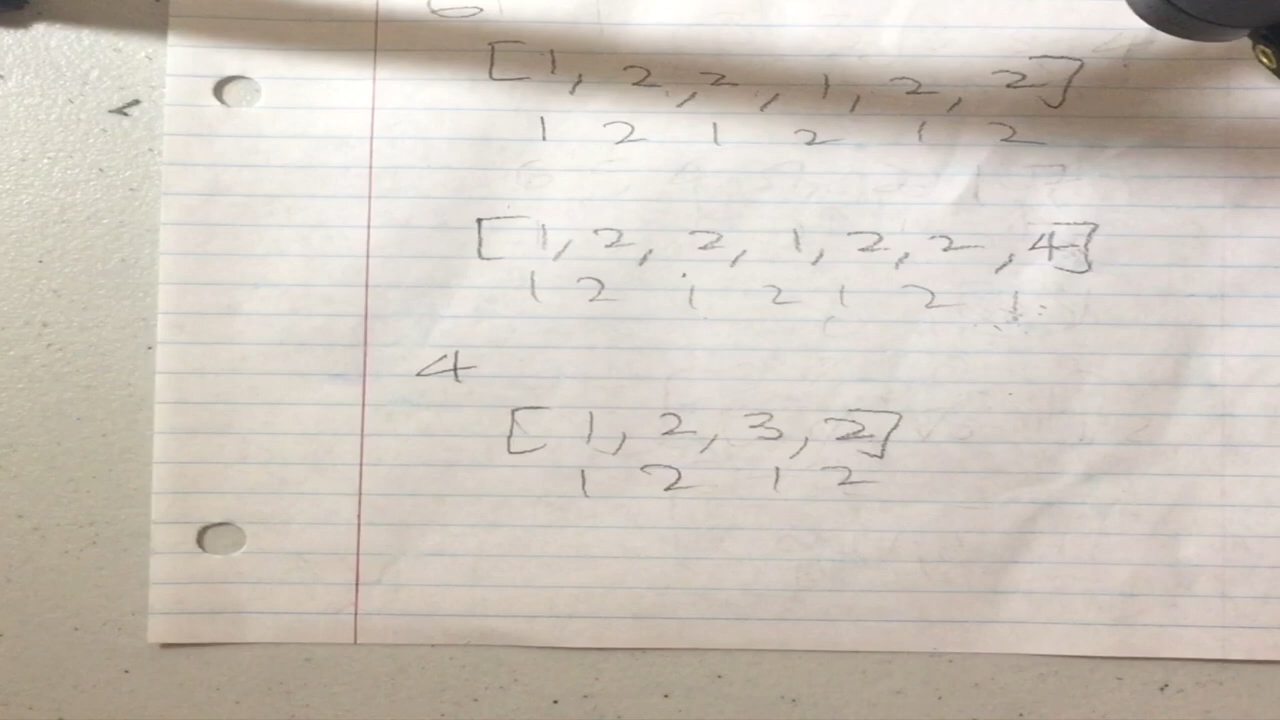 [1, 2, 2, 1, 2, 2]
1 2 1 2 1 2
[1, 2, 2, 1, 2, 2, 4]
1 2 1 2 1 2 1
4
[1, 2, 3, 2]
1 2 1 2